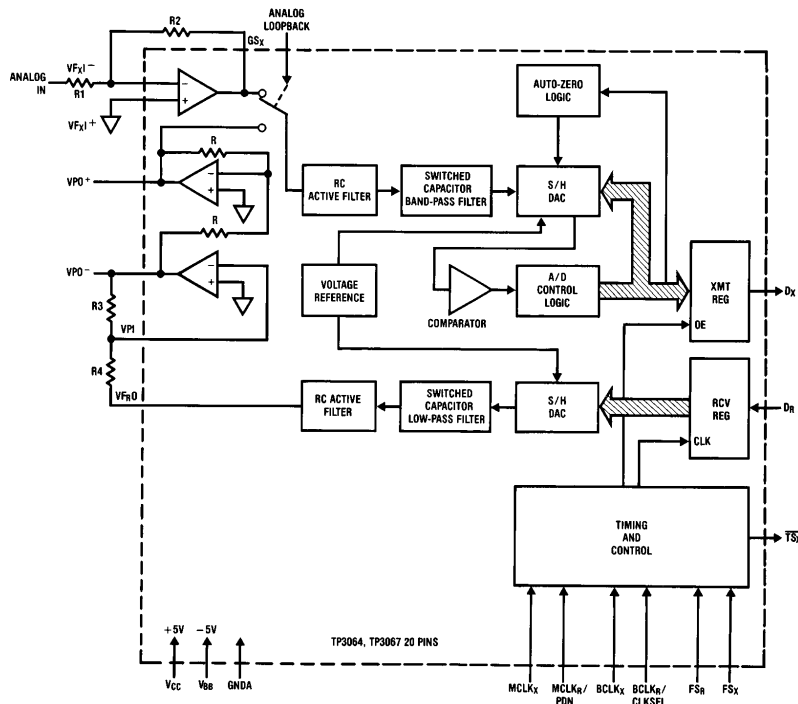 R2
ANALOG
LOOPBACK
GSX
ANALOG
IN
VFXI−
R1
−
+
VFXI+
AUTO-ZERO
LOGIC
R
VPO+
−
+
RC
ACTIVE FILTER
SWITCHED
CAPACITOR
BAND-PASS FILTER
S/H
DAC
R
VPO−
−
+
VOLTAGE
REFERENCE
COMPARATOR
A/D
CONTROL
LOGIC
XMT
REG
DX
OE
R3
VPI
R4
VFRO
RC ACTIVE
FILTER
SWITCHED
CAPACITOR
LOW-PASS FILTER
S/H
DAC
RCV
REG
DR
CLK
TIMING
AND
CONTROL
TSX
+5V
−5V
TP3064, TP3067 20 PINS
VCC
VBB
GNDA
MCLKX
MCLKR/
PDN
BCLKX
BCLKR/
CLKSEL
FSR
FSX